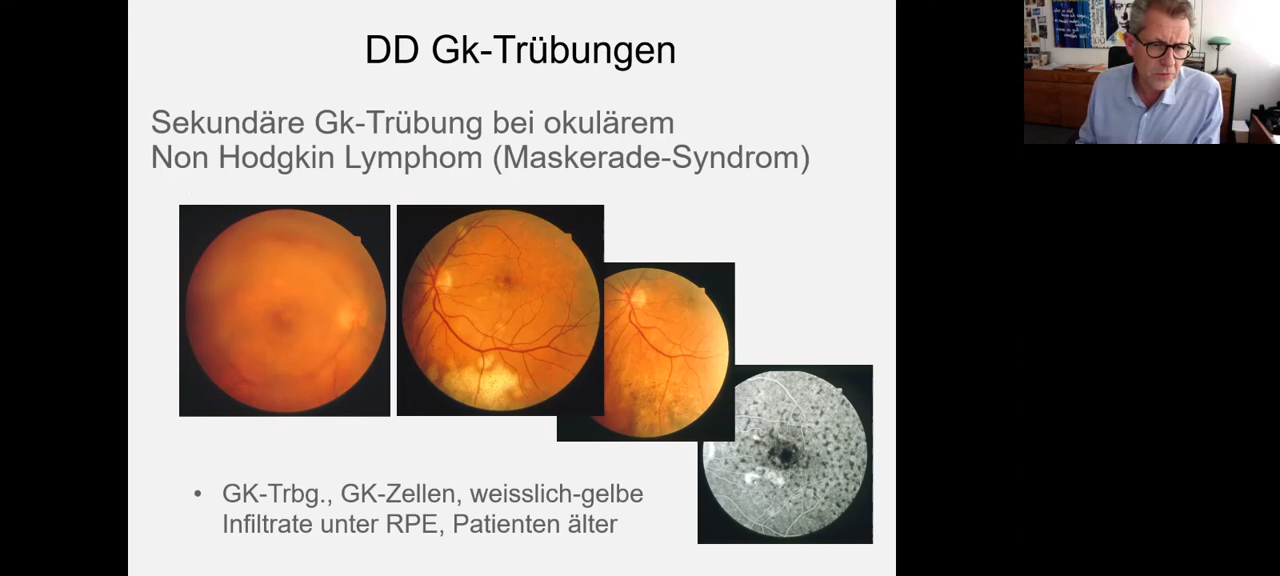 DD Gk-Trübungen
Sekundäre Gk-Trübung bei okulärem
Non Hodgkin Lymphom (Maskerade-Syndrom)
• GK-Trbg., GK-Zellen, weisslich-gelbe
Infiltrate unter RPE, Patienten älter